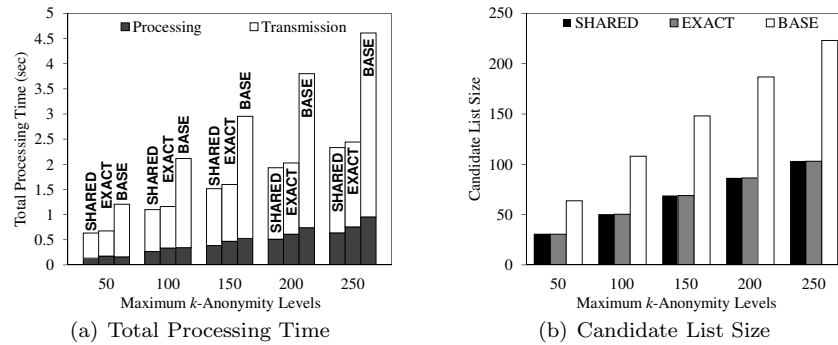 Processing Transmission
5
4.5
4
3.5
3
2.5
2
1.5
1
0.5
0
Total Processing Time (sec)
SHARED
EXACT
BASE
SHARED
EXACT
BASE
SHARED
EXACT
BASE
SHARED
EXACT
BASE
SHARED
EXACT
BASE
50 100 150 200 250
Maximum k-Anonymity Levels
(a) Total Processing Time
SHARED EXACT BASE
250
200
150
100
50
0
Candidate List Size
50 100 150 200 250
Maximum k-Anonymity Levels
(b) Candidate List Size